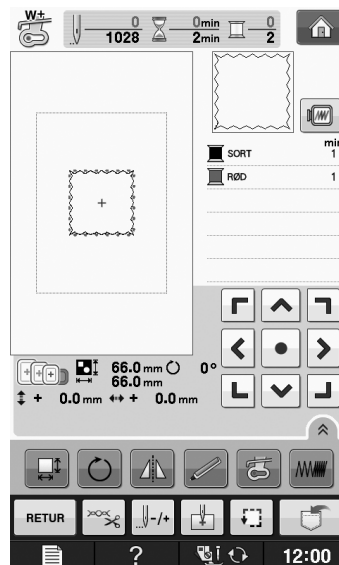 W+
0 0min 0
1028 2min 2
min
SORT 1
RØD 1
66.0 mm 0°
66.0 mm
+ 0.0 mm + 0.0 mm
-/+
RETUR
? 12:00